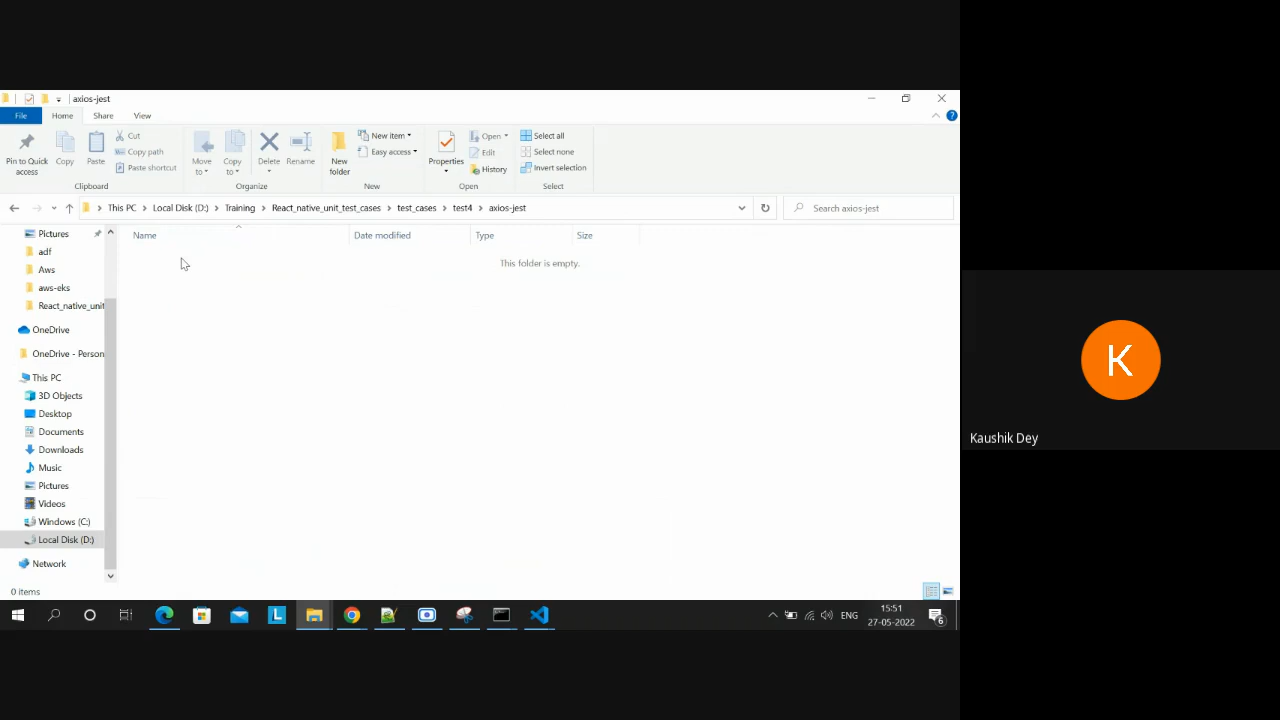 axios-jest
File Home Share View
Pin to Quick access
Copy
Paste
Cut
Copy path
Paste shortcut
Clipboard
Move to
Copy to
Delete
Rename
Organize
New folder
New item
Easy access
New
Properties
Open
Edit
History
Open
Select all
Select none
Invert selection
Select
This PC Local Disk (D:) Training React_native_unit_test_cases test_cases test4 axios-jest
Search axios-jest
Name Date modified Type Size
This folder is empty.
Pictures
adf
Aws
aws-eks
React_native_unit
OneDrive
OneDrive - Person
This PC
3D Objects
Desktop
Documents
Downloads
Music
Pictures
Videos
Windows (C:)
Local Disk (D:)
Network
0 items
L
ENG
15:51
27-05-2022
6
K
Kaushik Dey